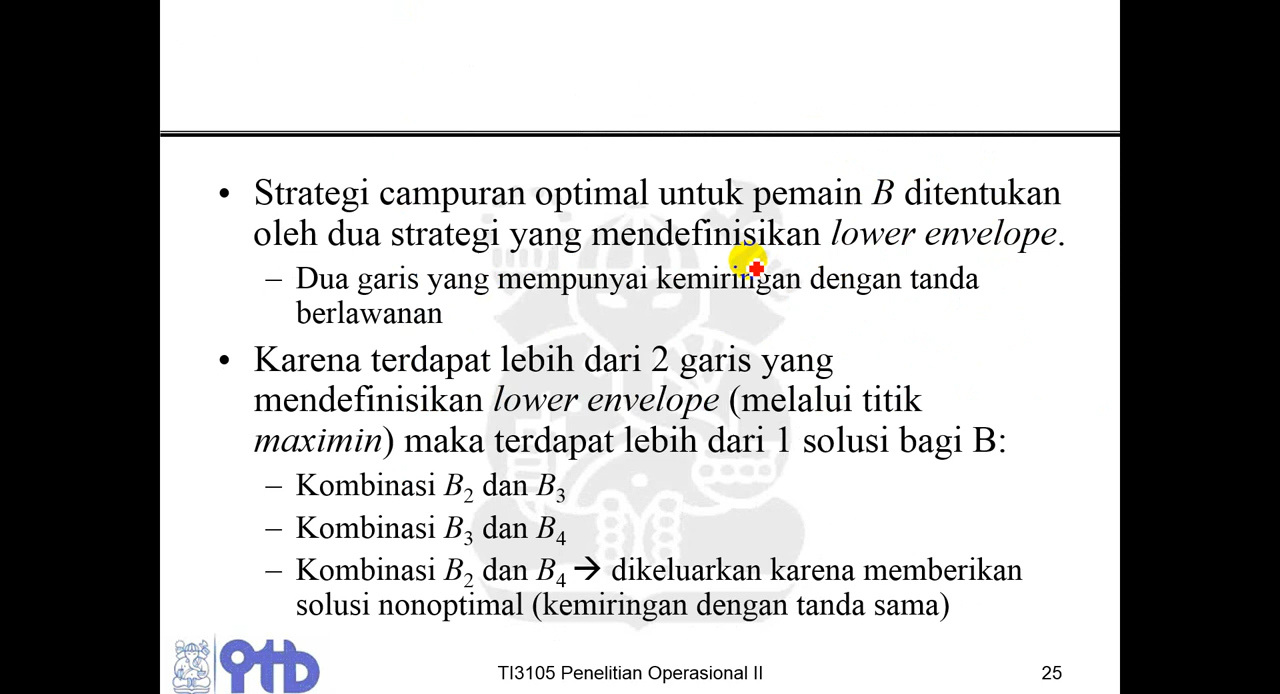 • Strategi campuran optimal untuk pemain B ditentukan
oleh dua strategi yang mendefinisikan lower envelope.
– Dua garis yang mempunyai kemiringan dengan tanda
berlawanan
• Karena terdapat lebih dari 2 garis yang
mendefinisikan lower envelope (melalui titik
maximin) maka terdapat lebih dari 1 solusi bagi B:
– Kombinasi B₂ dan B₃
– Kombinasi B₃ dan B₄
– Kombinasi B₂ dan B₄ → dikeluarkan karena memberikan
solusi nonoptimal (kemiringan dengan tanda sama)
TI3105 Penelitian Operasional II
25